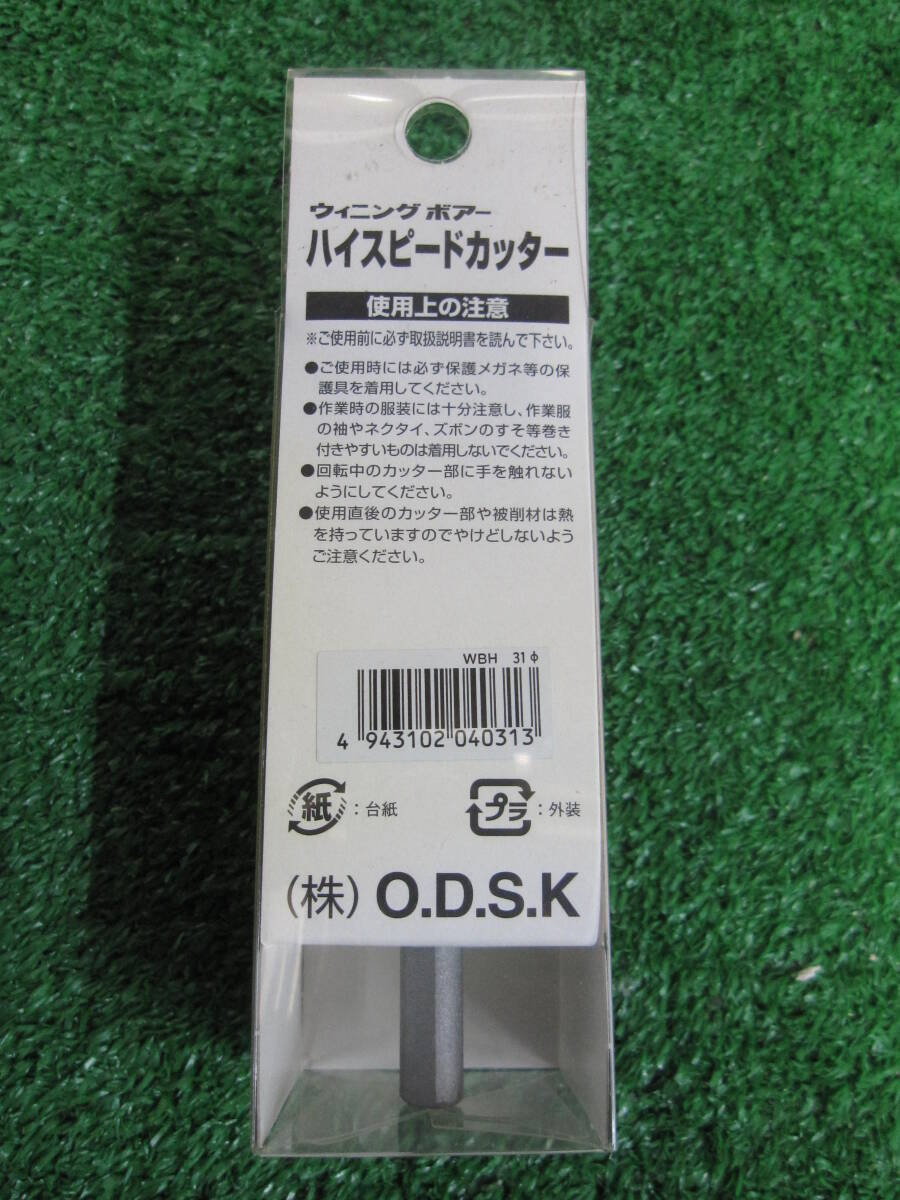 ウィニング ボアー
ハイスピードカッター
使用上の注意
※ご使用前に必ず取扱説明書を読んで下さい。
●ご使用時には必ず保護メガネ等の保
護具を着用してください。
●作業時の服装には十分注意し、作業服
の袖やネクタイ、ズボンのすそ等巻き
付きやすいものは着用しないでください。
●回転中のカッター部に手を触れない
ようにしてください。
●使用直後のカッター部や被削材は熱
を持っていますのでやけどしないよう
ご注意ください。
WBH 31φ
4 943102 040313
紙 : 台紙 プラ : 外装
(株) O.D.S.K